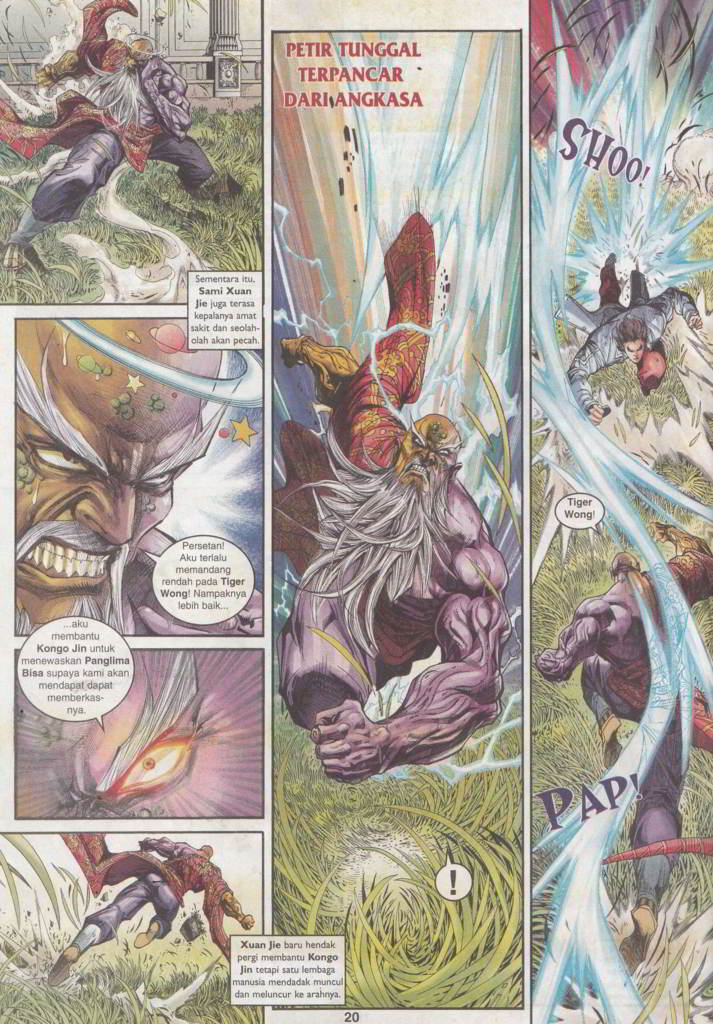 Sementara itu,
Sami Xuan
Jie juga terasa
kepalanya amat
sakit dan seolah-
olah akan pecah.
Persetan!
Aku terlalu
memandang
rendah pada Tiger
Wong! Nampaknya
lebih baik...
...aku
membantu
Kongo Jin untuk
menewaskan Panglima
Bisa supaya kami akan
mendapat dapat
memberkas-
nya.
Xuan Jie baru hendak
pergi membantu Kongo
Jin tetapi satu lembaga
manusia mendadak muncul
dan meluncur ke arahnya.
PETIR TUNGGAL
TERPANCAR
DARI ANGKASA
!
SHOO!
Tiger
Wong!
PAP!
20